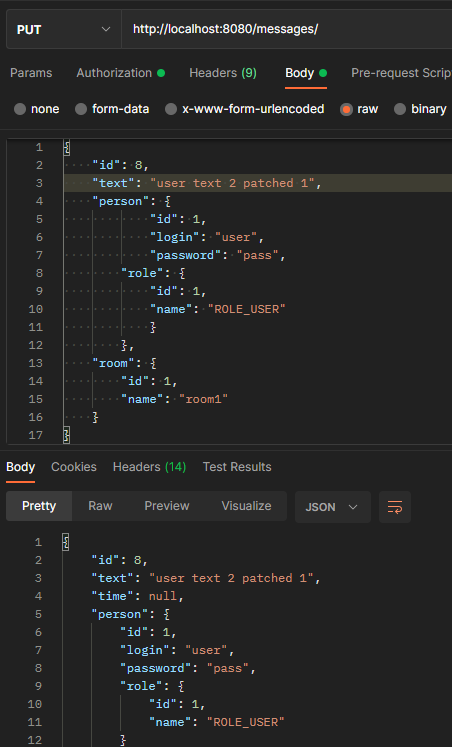 PUT http://localhost:8080/messages/
Params Authorization Headers (9) Body Pre-request Scrip
none form-data x-www-form-urlencoded raw binary
1 {
2 "id": 8,
3 "text": "user text 2 patched 1",
4 "person": {
5 "id": 1,
6 "login": "user",
7 "password": "pass",
8 "role": {
9 "id": 1,
10 "name": "ROLE_USER"
11 }
12 },
13 "room": {
14 "id": 1,
15 "name": "room1"
16 }
17 }
Body Cookies Headers (14) Test Results
Pretty Raw Preview Visualize JSON
1 {
2 "id": 8,
3 "text": "user text 2 patched 1",
4 "time": null,
5 "person": {
6 "id": 1,
7 "login": "user",
8 "password": "pass",
9 "role": {
10 "id": 1,
11 "name": "ROLE_USER"
12 }